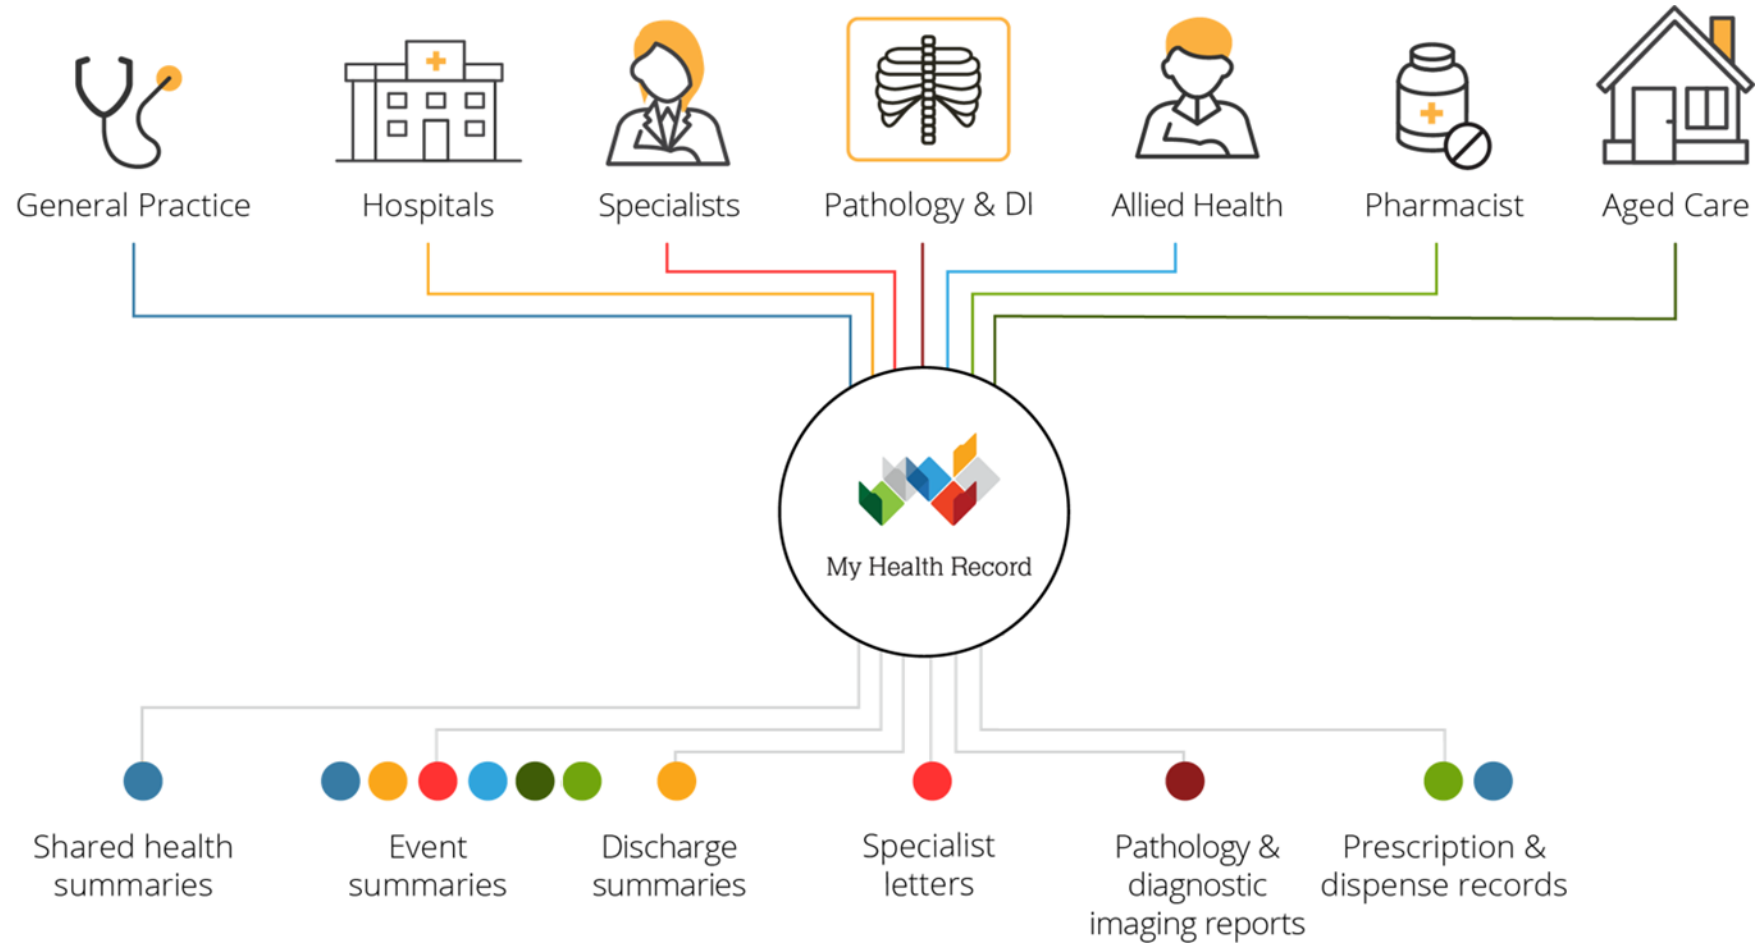 General Practice
Hospitals
Specialists
Pathology & DI
Allied Health
Pharmacist
Aged Care
My Health Record
Shared health
summaries
Event
summaries
Discharge
summaries
Specialist
letters
Pathology &
diagnostic
imaging reports
Prescription &
dispense records